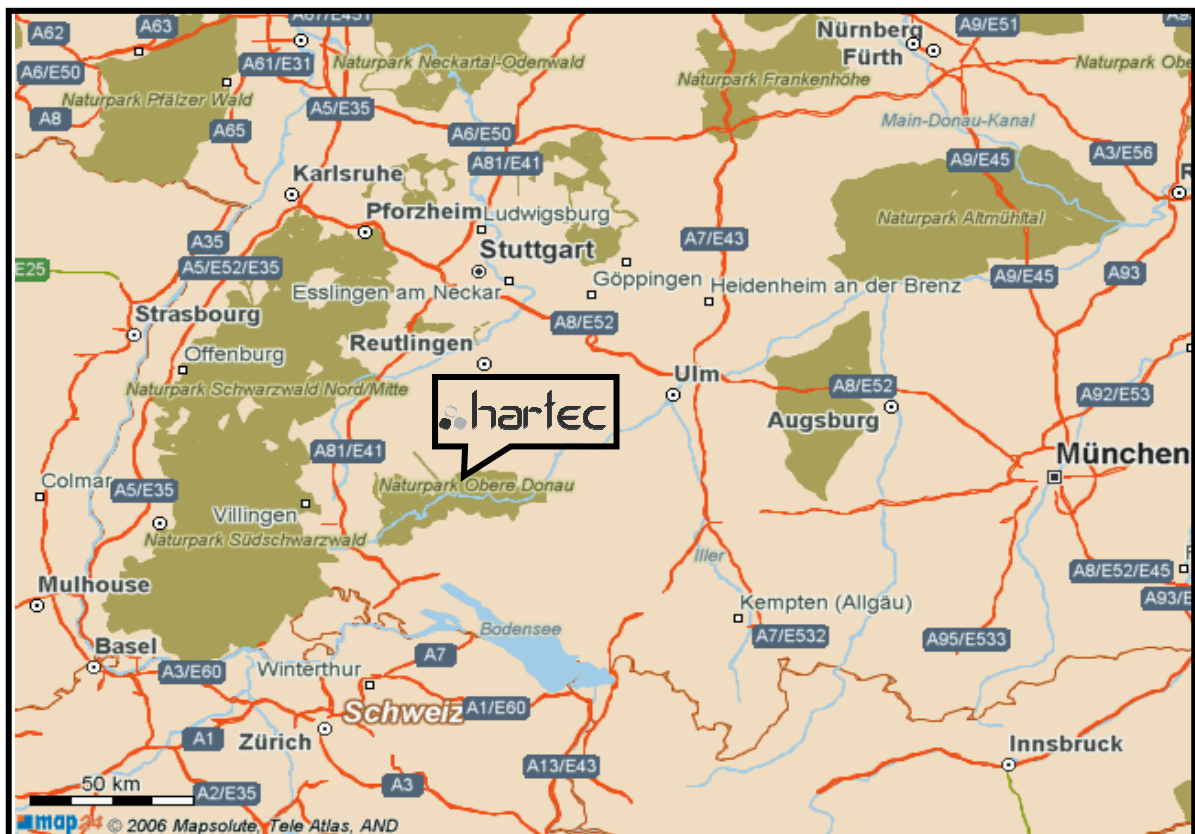 A62
A63
A67/E451
A9/E51
Nürnberg
Fürth
A6/E50
A61/E31
Naturpark Neckartal-Odenwald
Naturpark Frankenhöhe
Naturpark Obe
Naturpark Pfälzer Wald
A5/E35
A8
A65
A6/E50
Main-Donau-Kanal
A81/E41
A9/E45
A3/E56
Karlsruhe
R
Pforzheim
Ludwigsburg
Naturpark Altmühltal
A35
A7/E43
Stuttgart
E25
A5/E52/E35
A9/E45
A93
Esslingen am Neckar
Göppingen
Heidenheim an der Brenz
Strasbourg
A8/E52
Reutlingen
Offenburg
Ulm
Naturpark Schwarzwald Nord/Mitte
A8/E52
A92/E53
hartec
Augsburg
A81/E41
München
Colmar
A5/E35
Naturpark Obere Donau
Villingen
Naturpark Südschwarzwald
Iller
A8/E52/E45
Mulhouse
A93/E
Kempten (Allgäu)
Bodensee
A7/E532
A95/E533
Basel
A7
A3/E60
Winterthur
Schweiz
A1/E60
A1
Zürich
Innsbruck
A13/E43
50 km
A3
A2/E35
map24 © 2006 Mapsolute, Tele Atlas, AND